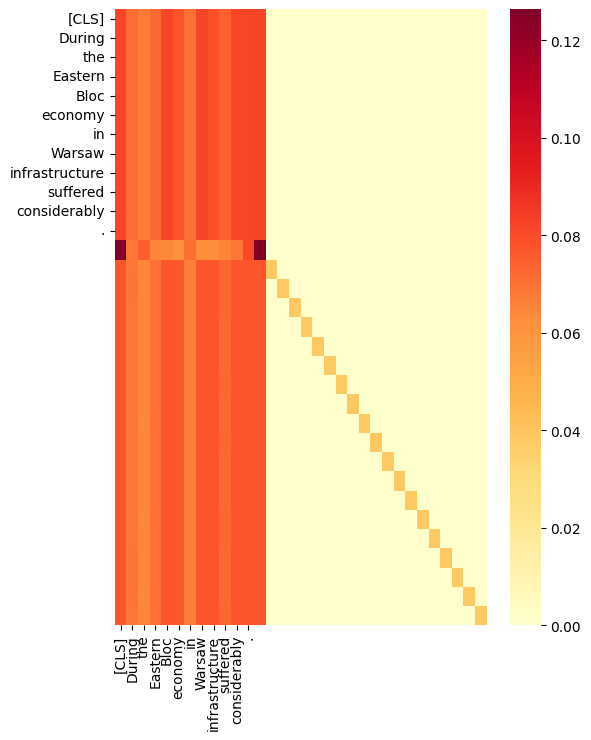 [CLS]
During
the
Eastern
Bloc
economy
in
Warsaw
infrastructure
suffered
considerably
.
0.12
0.10
0.08
0.06
0.04
0.02
0.00
[CLS]
During
the
Eastern
Bloc
economy
in
Warsaw
infrastructure
suffered
considerably
.